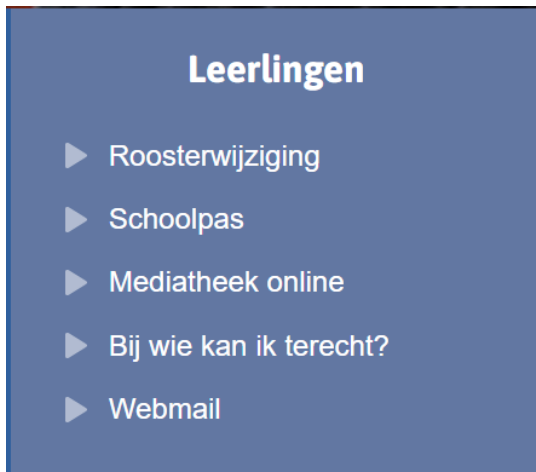 Leerlingen
Roosterwijziging
Schoolpas
Mediatheek online
Bij wie kan ik terecht?
Webmail